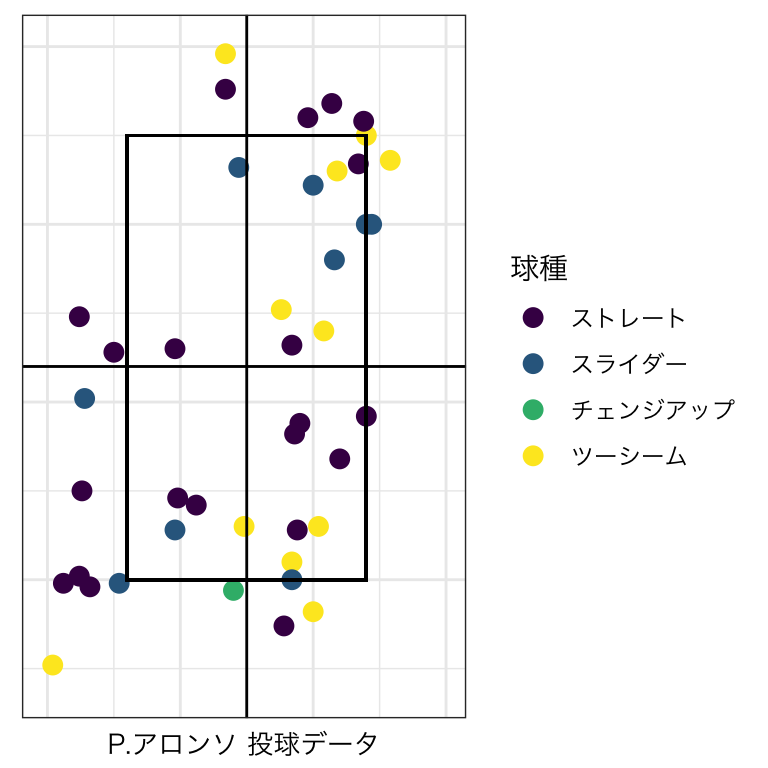 球種
ストレート
スライダー
チェンジアップ
ツーシーム
P.アロンソ 投球データ